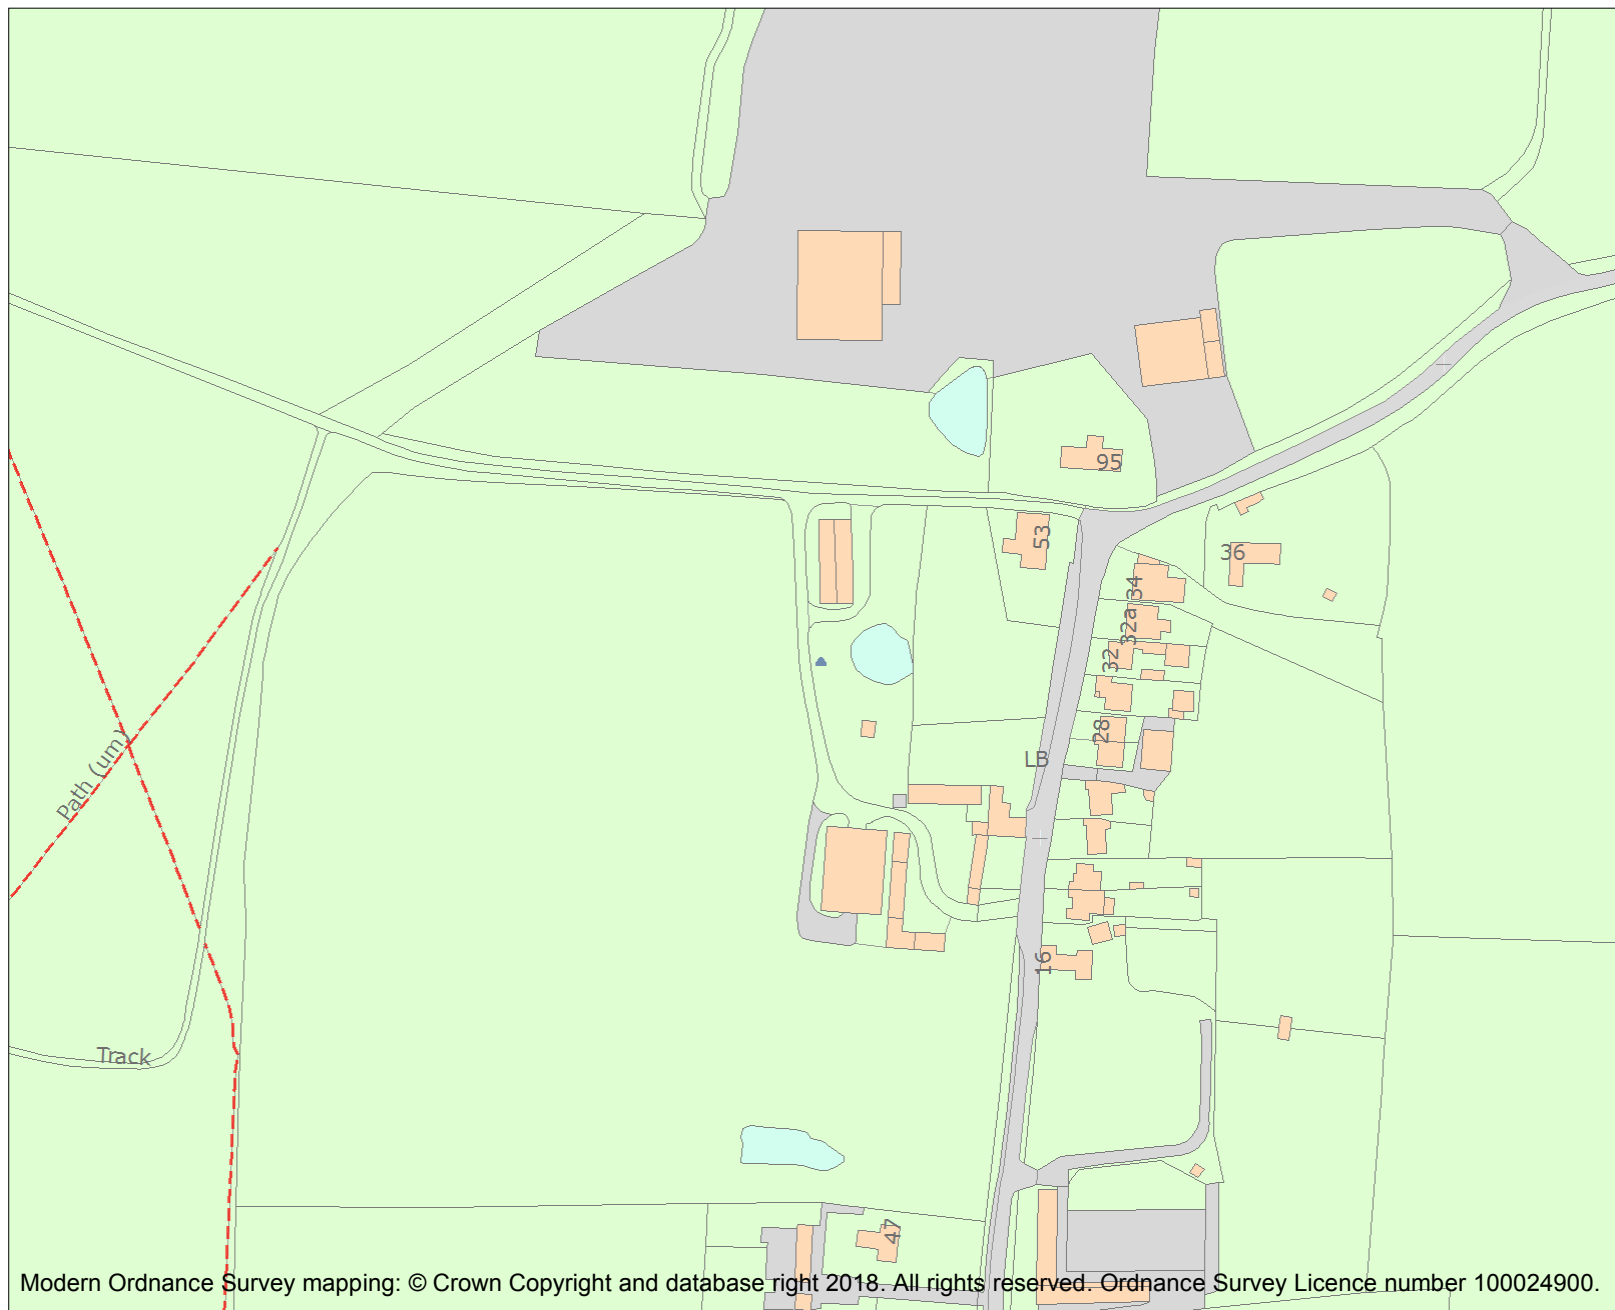 95
53
36
34
32a
32
28
LB
Path (um)
16
Track
47
Modern Ordnance Survey mapping: © Crown Copyright and database right 2018. All rights reserved. Ordnance Survey Licence number 100024900.